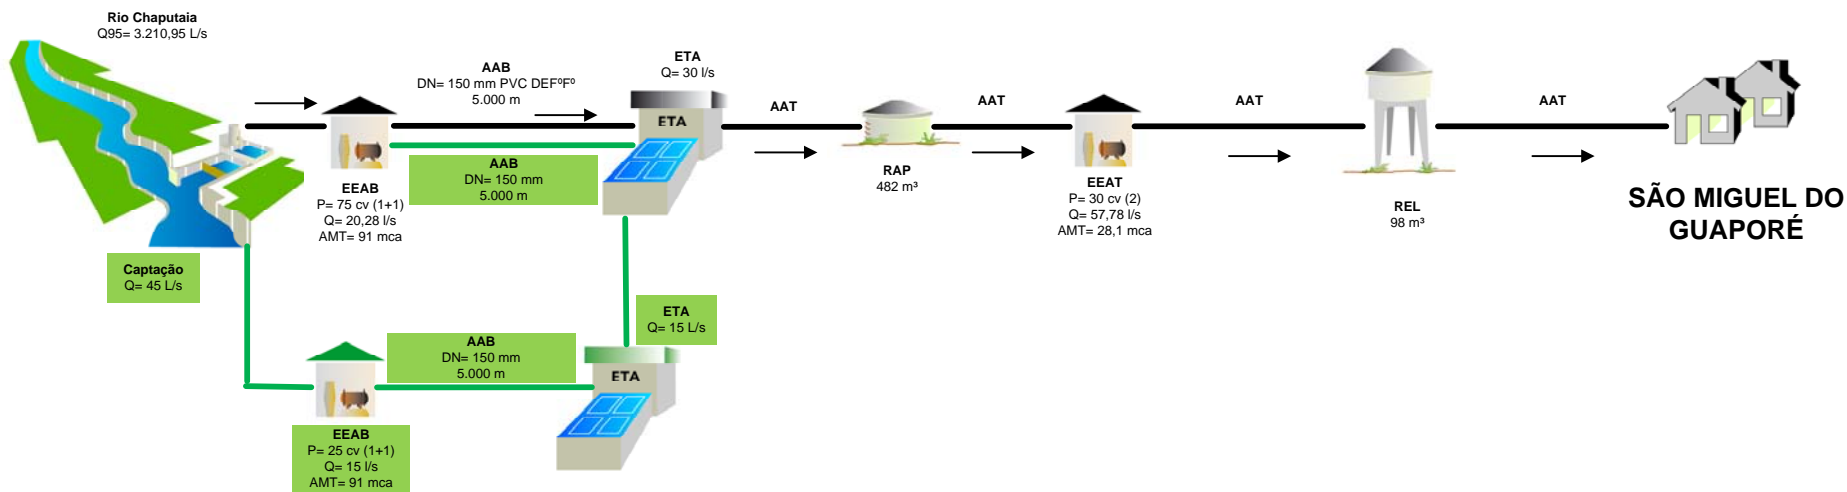 Rio Chaputaia
Q95= 3.210,95 L/s
AAB
DN= 150 mm PVC DEFºFº
5.000 m
ETA
Q= 30 l/s
ETA
AAT
AAT
AAT
AAT
AAB
DN= 150 mm
5.000 m
EEAB
P= 75 cv (1+1)
Q= 20,28 l/s
AMT= 91 mca
RAP
482 m³
EEAT
P= 30 cv (2)
Q= 57,78 l/s
AMT= 28,1 mca
REL
98 m³
SÃO MIGUEL DO
GUAPORÉ
Captação
Q= 45 L/s
ETA
Q= 15 L/s
AAB
DN= 150 mm
5.000 m
ETA
EEAB
P= 25 cv (1+1)
Q= 15 l/s
AMT= 91 mca